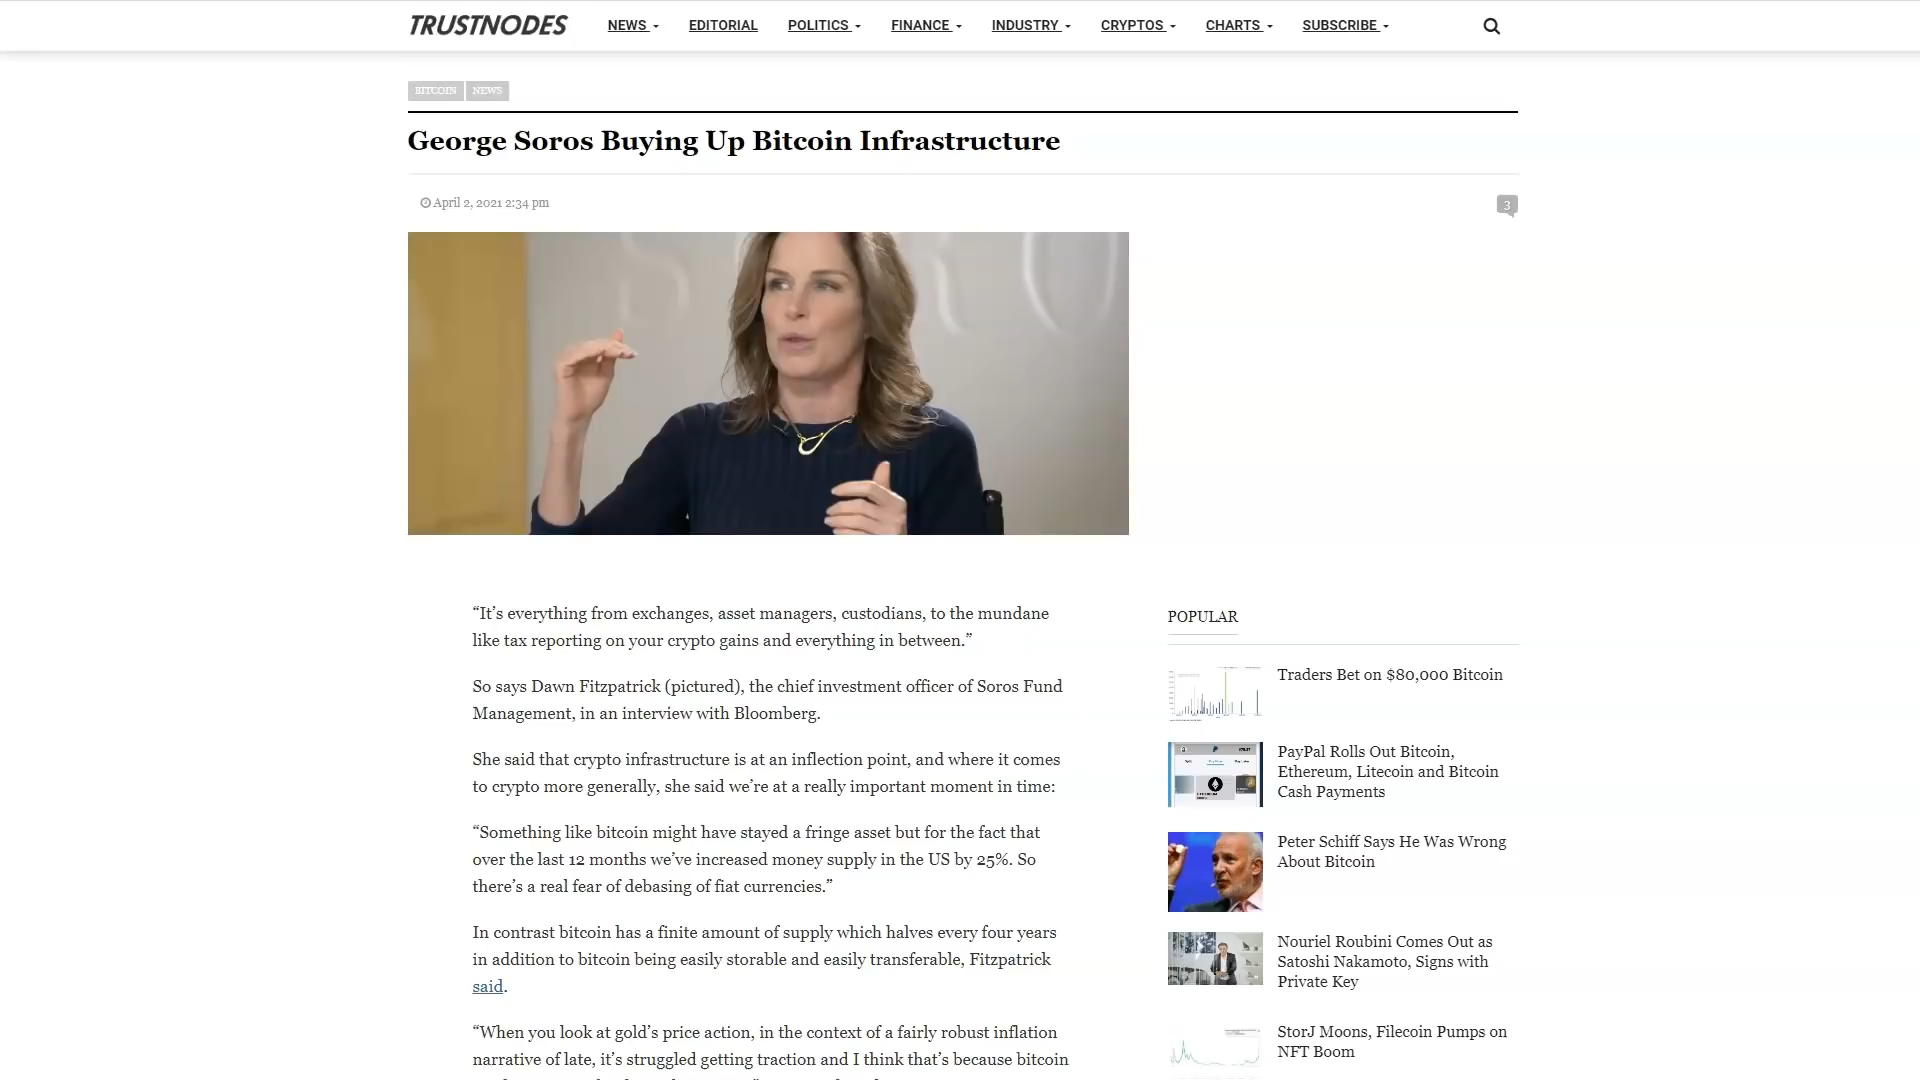 TRUSTNODES NEWS EDITORIAL POLITICS FINANCE INDUSTRY CRYPTOS CHARTS SUBSCRIBE
BITCOIN NEWS
George Soros Buying Up Bitcoin Infrastructure
April 2, 2021 2:34 pm
3
“It’s everything from exchanges, asset managers, custodians, to the mundane
like tax reporting on your crypto gains and everything in between.”
So says Dawn Fitzpatrick (pictured), the chief investment officer of Soros Fund
Management, in an interview with Bloomberg.
She said that crypto infrastructure is at an inflection point, and where it comes
to crypto more generally, she said we’re at a really important moment in time:
“Something like bitcoin might have stayed a fringe asset but for the fact that
over the last 12 months we’ve increased money supply in the US by 25%. So
there’s a real fear of debasing of fiat currencies.”
In contrast bitcoin has a finite amount of supply which halves every four years
in addition to bitcoin being easily storable and easily transferable, Fitzpatrick
said.
“When you look at gold’s price action, in the context of a fairly robust inflation
narrative of late, it’s struggled getting traction and I think that’s because bitcoin
POPULAR
Traders Bet on $80,000 Bitcoin
PayPal Rolls Out Bitcoin,
Ethereum, Litecoin and Bitcoin
Cash Payments
Peter Schiff Says He Was Wrong
About Bitcoin
Nouriel Roubini Comes Out as
Satoshi Nakamoto, Signs with
Private Key
StorJ Moons, Filecoin Pumps on
NFT Boom